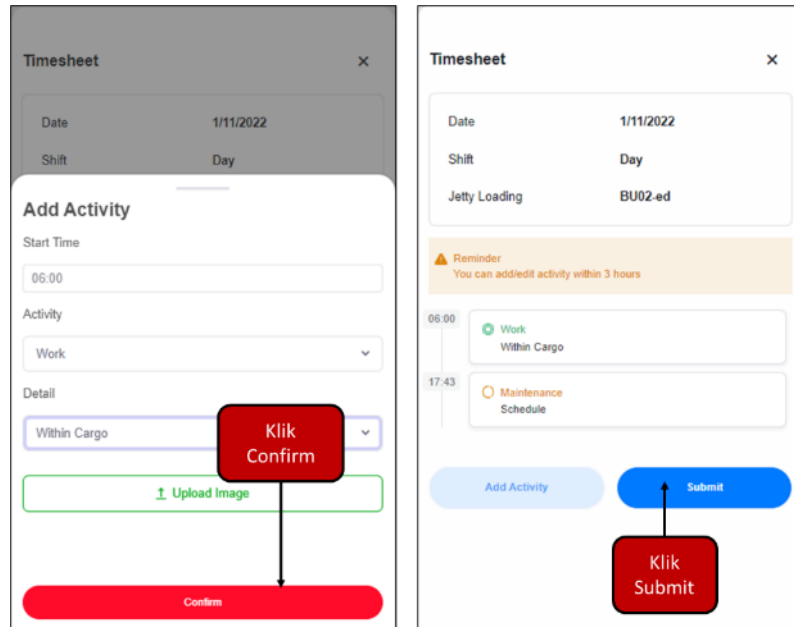 Timesheet
×
Date 1/11/2022
Shift Day
Add Activity
Start Time
06:00
Activity
Work
Detail
Within Cargo
Klik
Confirm
Upload Image
Confirm
Timesheet
×
Date 1/11/2022
Shift Day
Jetty Loading BU02-ed
Reminder
You can add/edit activity within 3 hours
06:00
Work
Within Cargo
17:43
Maintenance
Schedule
Add Activity
Submit
Klik
Submit